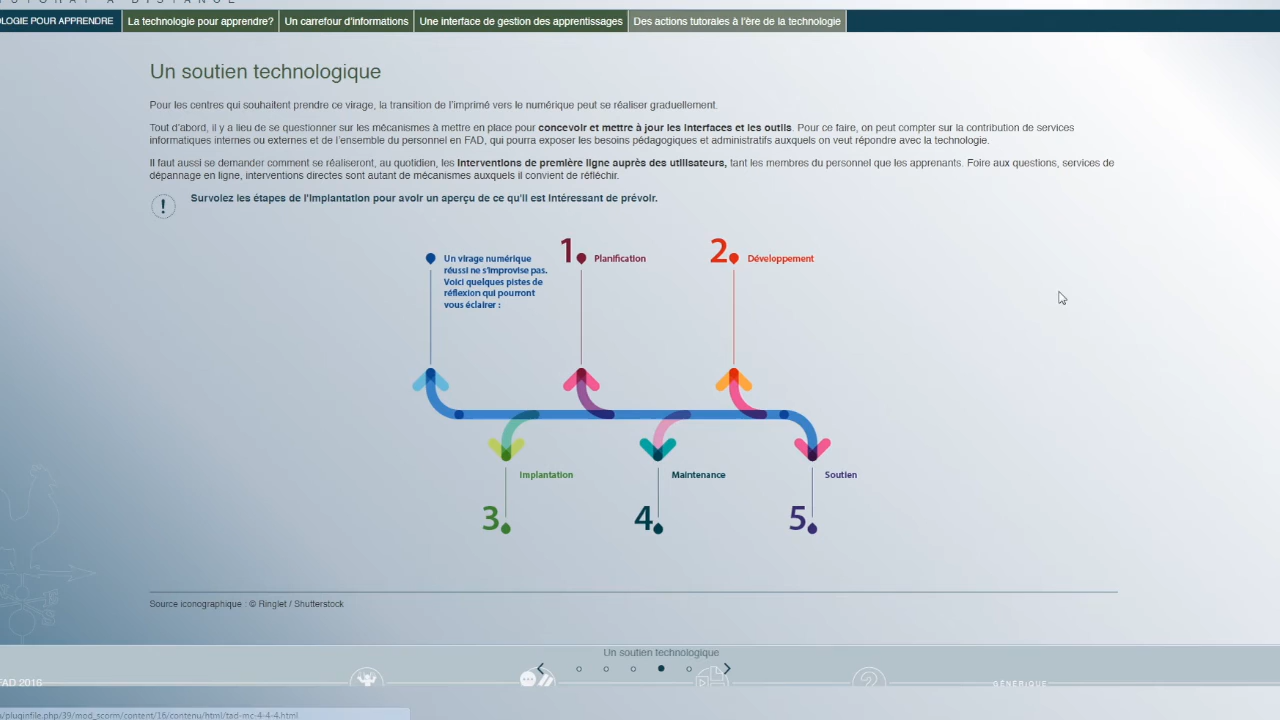 OLOGIE POUR APPRENDRE
La technologie pour apprendre?
Un carrefour d'informations
Une interface de gestion des apprentissages
Des actions tutorales à l'ère de la technologie
Un soutien technologique
Pour les centres qui souhaitent prendre ce virage, la transition de l'imprimé vers le numérique peut se réaliser graduellement.
Tout d'abord, il y a lieu de se questionner sur les mécanismes à mettre en place pour concevoir et mettre à jour les interfaces et les outils. Pour ce faire, on peut compter sur la contribution de services
informatiques internes ou externes et de l'ensemble du personnel en FAD, qui pourra exposer les besoins pédagogiques et administratifs auxquels on veut répondre avec la technologie.
Il faut aussi se demander comment se réaliseront, au quotidien, les interventions de première ligne auprès des utilisateurs, tant les membres du personnel que les apprenants. Foire aux questions, services de
dépannage en ligne, interventions directes sont autant de mécanismes auxquels il convient de réfléchir.
! Survolez les étapes de l'implantation pour avoir un aperçu de ce qu'il est intéressant de prévoir.
Un virage numérique
réussi ne s'improvise pas.
Voici quelques pistes de
réflexion qui pourront
vous éclairer :
1 Planification
2 Développement
Implantation
3
Maintenance
4
Soutien
5
Source iconographique : © Ringlet / Shutterstock
Un soutien technologique
FAD 2016
?
GÉNÉRIQUE
/pluginfile.php/39/mod_scorm/content/16/contenu/html/tad-mc-4-4-4.html